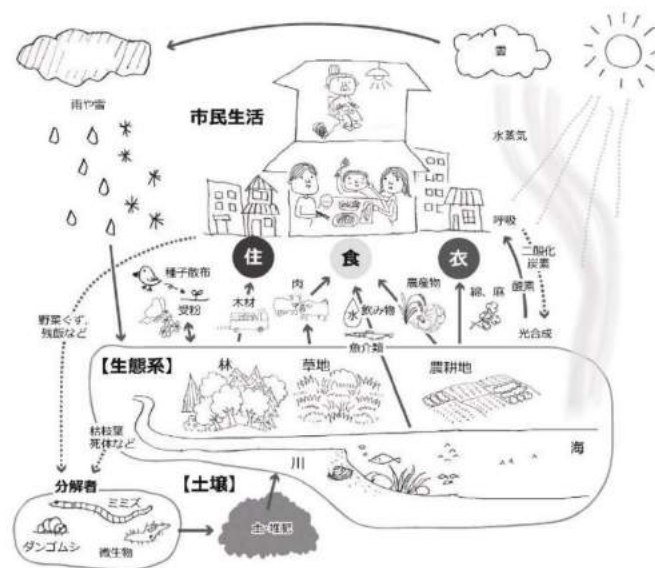 雲
雨や雪
市民生活
水蒸気
呼吸
二酸化
炭素
酸素
光合成
住
食
衣
種子散布
受粉
木材
肉
水
飲み物
魚介類
農産物
綿、麻
野菜くず、
残飯など
【生態系】
林
草地
農耕地
枯枝葉
死体など
川
海
分解者
ミミズ
ダンゴムシ
微生物
【土壌】
土・堆肥